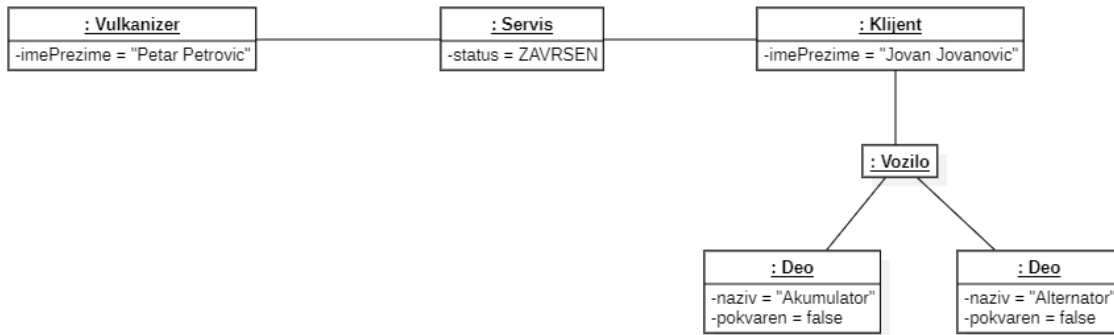 : Vulkanizer
-imePrezime = "Petar Petrovic"
: Servis
-status = ZAVRSEN
: Klijent
-imePrezime = "Jovan Jovanovic"
: Vozilo
: Deo
-naziv = "Akumulator"
-pokvaren = false
: Deo
-naziv = "Alternator"
-pokvaren = false